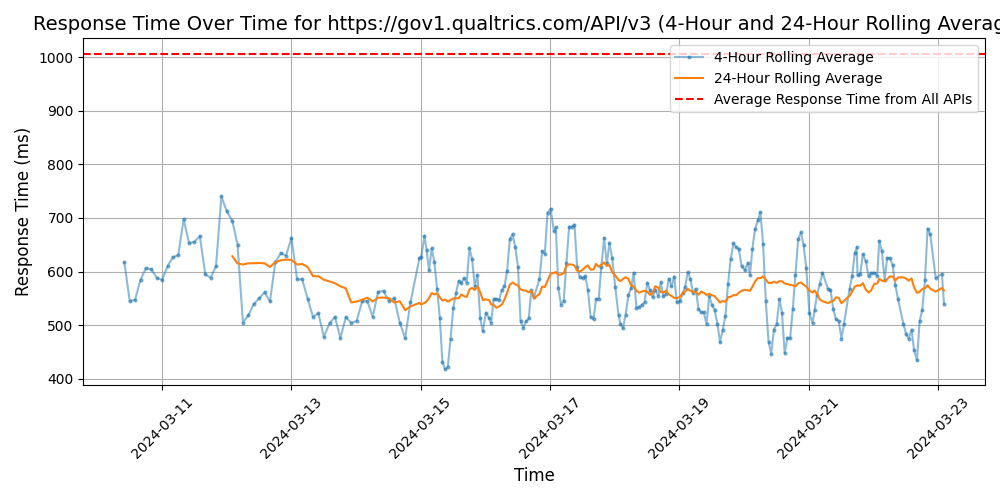 Response Time Over Time for https://gov1.qualtrics.com/API/v3 (4-Hour and 24-Hour Rolling Averag
4-Hour Rolling Average
24-Hour Rolling Average
Average Response Time from All APIs
Response Time (ms)
1000
900
800
700
600
500
400
2024-03-11
2024-03-13
2024-03-15
2024-03-17
2024-03-19
2024-03-21
2024-03-23
Time